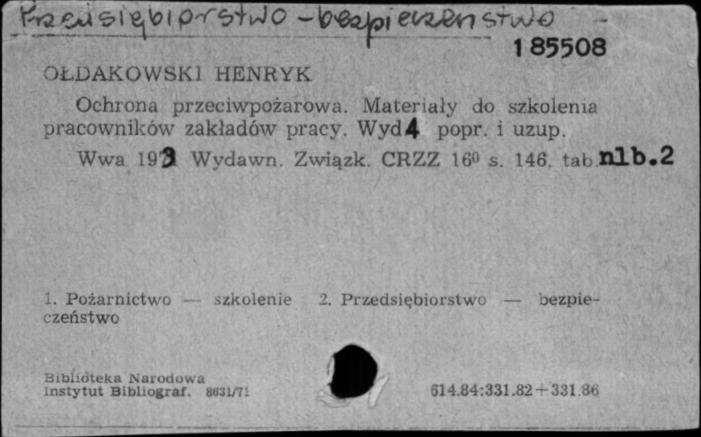 Przedsiębiorstwo - bezpieczeństwo -
185508
OŁDAKOWSKI HENRYK
Ochrona przeciwpożarowa. Materiały do szkolenia
pracowników zakładów pracy. Wyd 4 popr. i uzup.
Wwa 1973 Wydawn. Związk. CRZZ 16⁰ s. 146, tab. nlb. 2
1. Pożarnictwo — szkolenie 2. Przedsiębiorstwo — bezpie-
czeństwo
Biblioteka Narodowa
Instytut Bibliograf. 8631/71 614.84:331.82+331.86